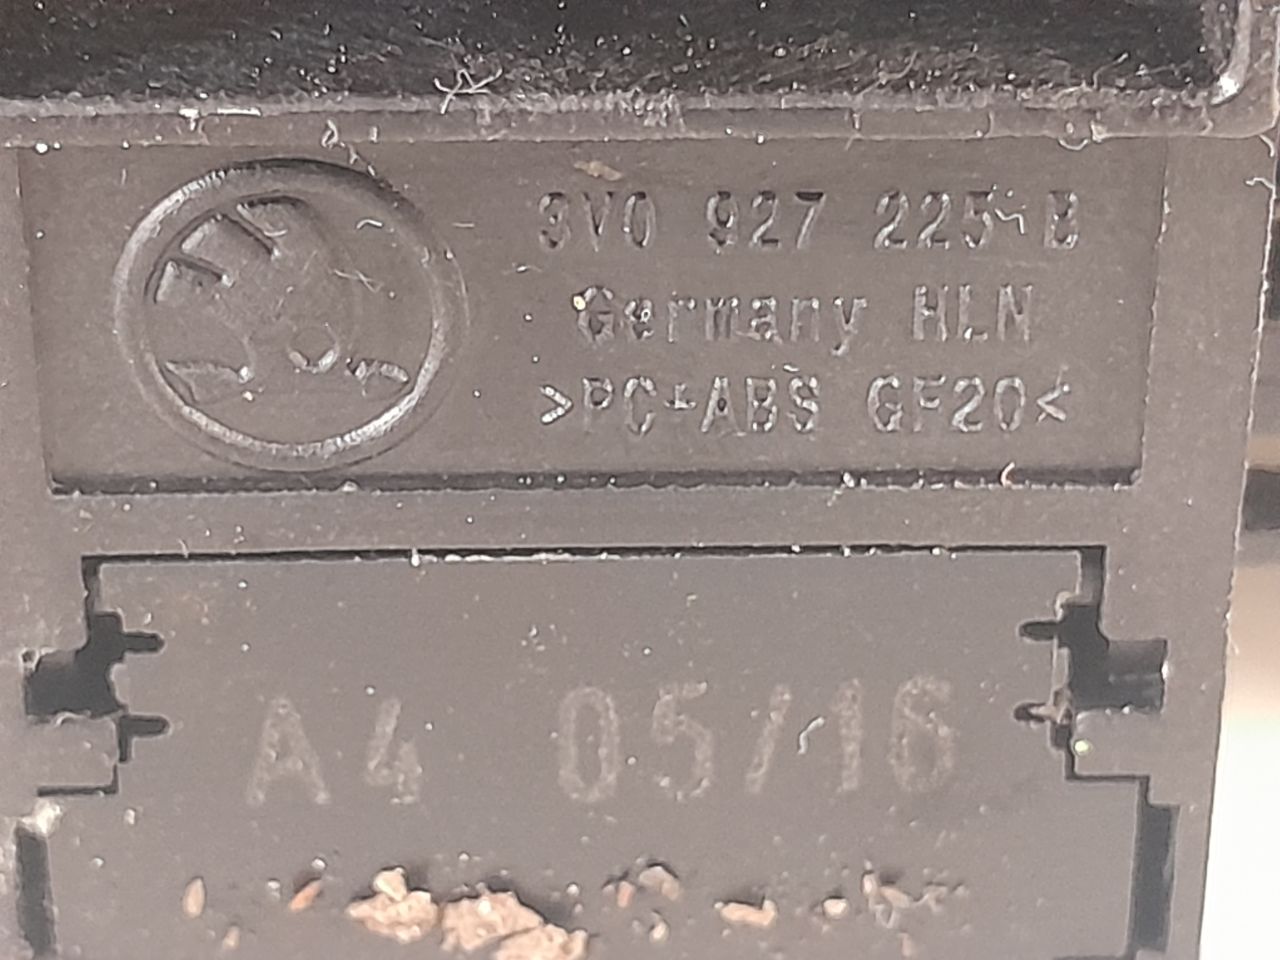 3V0 927 225 B
Germany HLN
>PC+ABS GF20<
A4 05/16